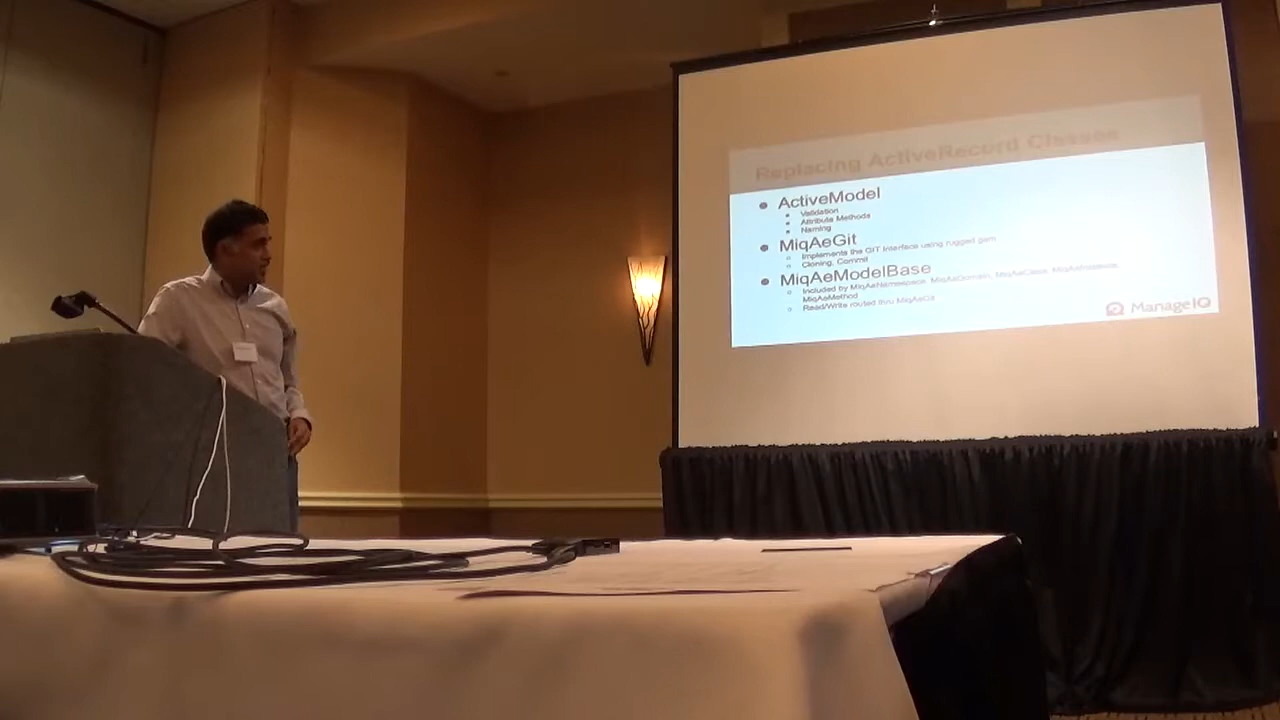 Replacing ActiveRecord Classes
ActiveModel
Validation
Attribute Methods
Naming
MiqAeGit
Implements the GIT Interface using rugged gem
Cloning, Commit
MiqAeModelBase
Included by MiqAeNamespace, MiqAeDomain, MiqAeClass, MiqAeInstance,
MiqAeMethod
Read/Write routed thru MiqAeGit
ManageIQ